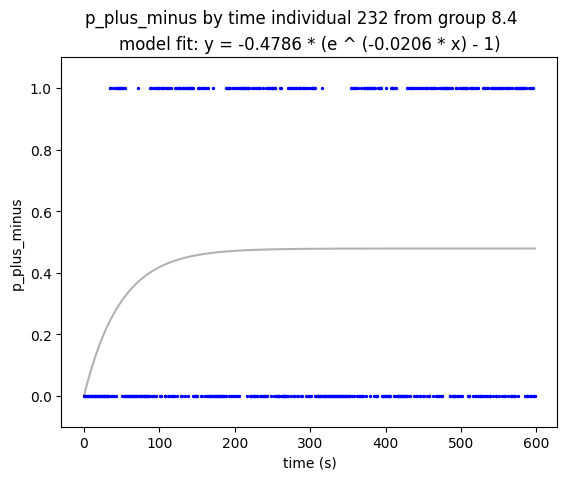 p_plus_minus by time individual 232 from group 8.4
model fit: y = -0.4786 * (e ^ (-0.0206 * x) - 1)
1.0
0.8
0.6
0.4
0.2
0.0
p_plus_minus
0 100 200 300 400 500 600
time (s)